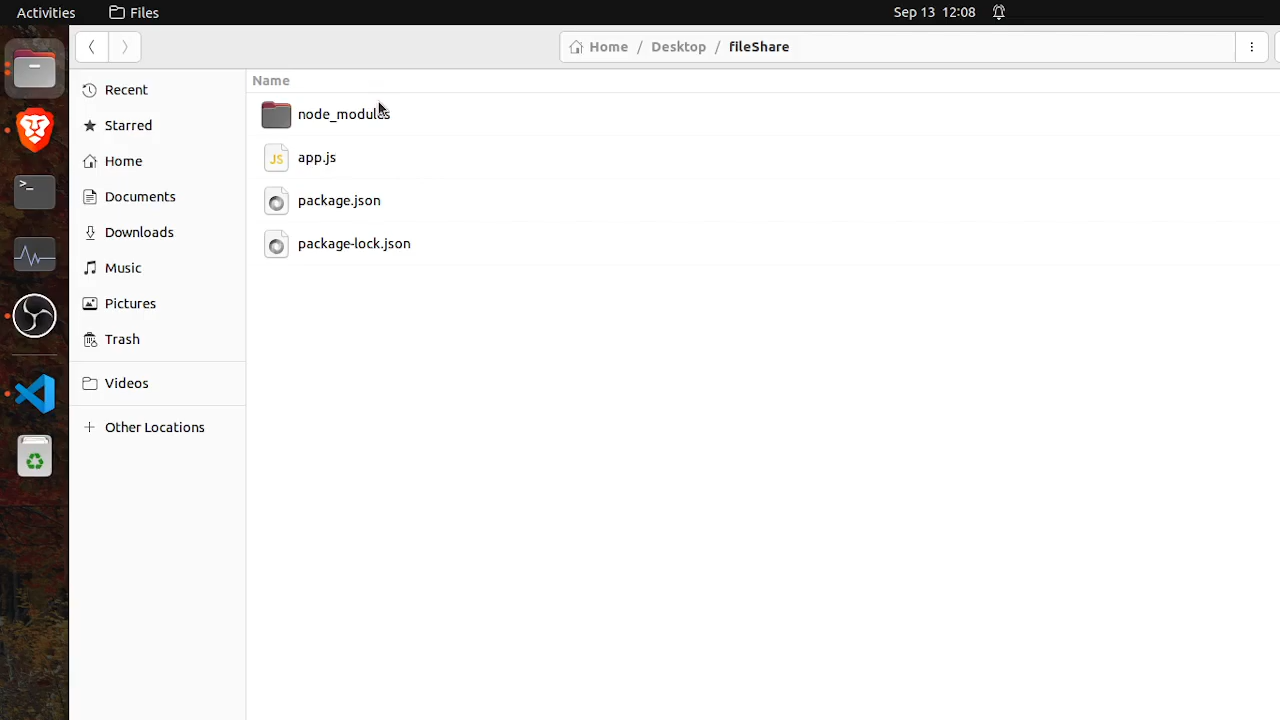 Activities Files Sep 13 12:08
Home / Desktop / fileShare
Recent
Starred
Home
Documents
Downloads
Music
Pictures
Trash
Videos
Other Locations
Name
node_modules
JS app.js
package.json
package-lock.json